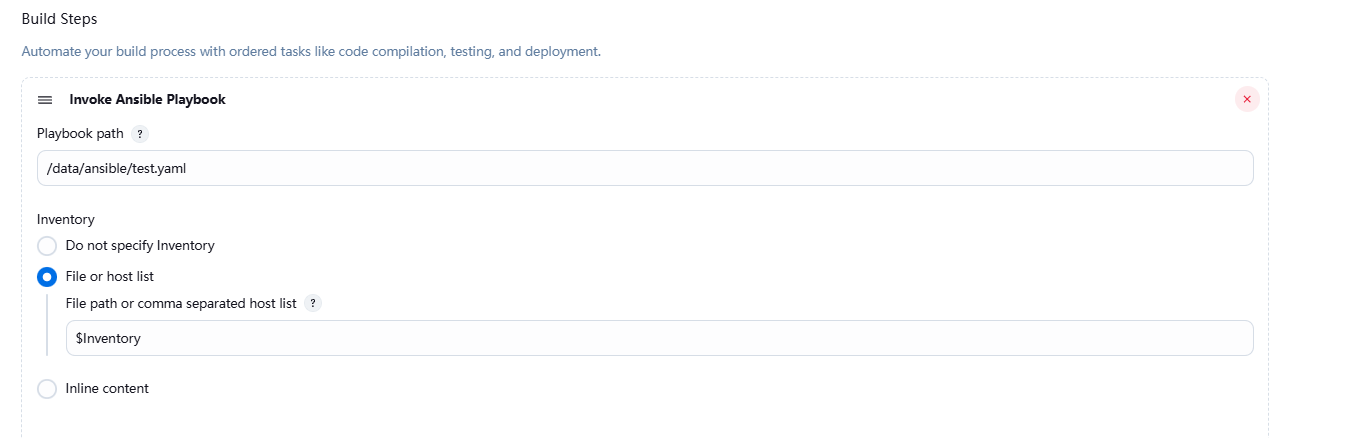 Build Steps
Automate your build process with ordered tasks like code compilation, testing, and deployment.
Invoke Ansible Playbook
Playbook path ?
/data/ansible/test.yaml
Inventory
Do not specify Inventory
File or host list
File path or comma separated host list ?
$Inventory
Inline content